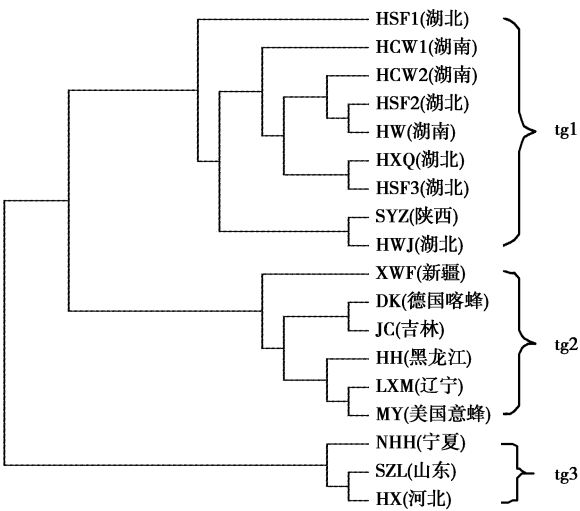 HSF1(湖北)
HCW1(湖南)
HCW2(湖南)
HSF2(湖北)
HW(湖南)
HXQ(湖北)
HSF3(湖北)
SYZ(陕西)
HWJ(湖北)
tg1
XWF(新疆)
DK(德国喀蜂)
JC(吉林)
HH(黑龙江)
LXM(辽宁)
MY(美国意蜂)
tg2
NHH(宁夏)
SZL(山东)
HX(河北)
tg3